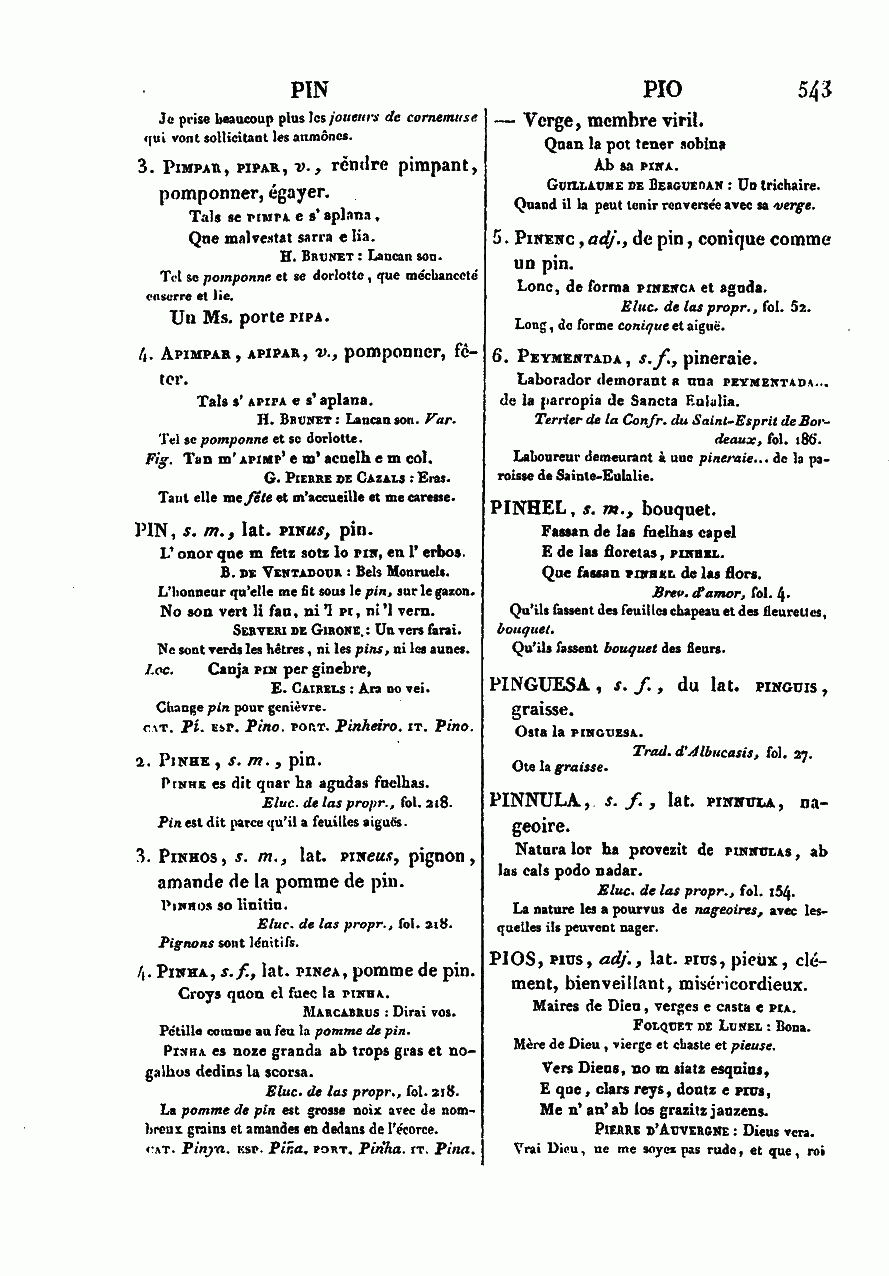 PIN
PIO 543
Je prise beaucoup plus les joueurs de cornemuse
qui vont sollicitant les aumônes.
3. Pimpar, pipar, v., rendre pimpant,
pomponner, égayer.
Tals se pimpa e s' aplana,
Que malvestat sarra e lia.
H. Brunet : Lancan son.
Tel se pomponne et se dorlotte, que méchanceté
enserre et lie.
Un Ms. porte pipa.
4. Apimpar, apipar, v., pomponner, fê-
ter.
Tals s' apipa e s' aplana.
H. Brunet : Lancan son. Var.
Tel se pomponne et se dorlotte.
Fig. Tan m' apimp' e m' acuelh e m col.
G. Pierre de Cazals : Eras.
Tant elle me fête et m'accueille et me caresse.
PIN, s. m., lat. pinus, pin.
L' onor que m fetz sotz lo pin, en l' erbos.
B. de Ventadour : Bels Monruels.
L'honneur qu'elle me fit sous le pin, sur le gazon.
No son vert li fau, ni 'l pi, ni 'l vern.
Serveri de Girone. : Un vers farai.
Ne sont verds les hêtres, ni les pins, ni les aunes.
Loc. Canja pin per ginebre,
E. Cairels : Ara no vei.
Change pin pour genièvre.
cat. Pí. esp. Pino. port. Pinheiro. it. Pino.
2. Pinhe, s. m., pin.
Pinhe es dit quar ha agudas fuelhas.
Eluc. de las propr., fol. 218.
Pin est dit parce qu'il a feuilles aiguës.
3. Pinhos, s. m., lat. pineus, pignon,
amande de la pomme de pin.
Pinhos so linitiu.
Eluc. de las propr., fol. 218.
Pignons sont lénitifs.
4. Pinha, s. f., lat. pinea, pomme de pin.
Croys quon el fuec la pinha.
Marcabrus : Dirai vos.
Pétille comme au feu la pomme de pin.
Pinha es noze granda ab trops gras et no-
galhos dedins la scorsa.
Eluc. de las propr., fol. 218.
La pomme de pin est grosse noix avec de nom-
breux grains et amandes en dedans de l'écorce.
cat. Pinya. esp. Piña. port. Pinha. it. Pina.
— Verge, membre viril.
Quan la pot tener sobina
Ab sa pina.
Guillaume de Berguedan : Un trichaire.
Quand il la peut tenir renversée avec sa verge.
5. Pinenc, adj., de pin, conique comme
un pin.
Lonc, de forma pinenca et aguda.
Eluc. de las propr., fol. 52.
Long, de forme conique et aiguë.
6. Peymentada, s. f., pineraie.
Laborador demorant a una peymentada...
de la parropia de Sancta Eulalia.
Terrier de la Confr. du Saint-Esprit de Bor-
deaux, fol. 186.
Laboureur demeurant à une pineraie... de la pa-
roisse de Sainte-Eulalie.
PINHEL, s. m., bouquet.
Fassan de las fuelhas capel
E de las floretas, pinhel.
Que fassan pinhel de las flors.
Brev. d'amor, fol. 4.
Qu'ils fassent des feuilles chapeau et des fleurettes,
bouquet.
Qu'ils fassent bouquet des fleurs.
PINGUESA, s. f., du lat. pinguis,
graisse.
Osta la pinguesa.
Trad. d'Albucasis, fol. 27.
Ote la graisse.
PINNULA, s. f., lat. pinnula, na-
geoire.
Natura lor ha provezit de pinnulas, ab
las cals podo nadar.
Eluc. de las propr., fol. 154.
La nature les a pourvus de nageoires, avec les-
quelles ils peuvent nager.
PIOS, pius, adj., lat. pius, pieux, clé-
ment, bienveillant, miséricordieux.
Maires de Dieu, verges e casta e pia.
Folquet de Lunel : Bona.
Mère de Dieu, vierge et chaste et pieuse.
Vers Dieus, no m siatz esquius,
E que, clars reys, doutz e pius,
Me n' an' ab los grazitz jauzens.
Pierre d'Auvergne : Dieus vera.
Vrai Dieu, ne me soyez pas rude, et que, roi